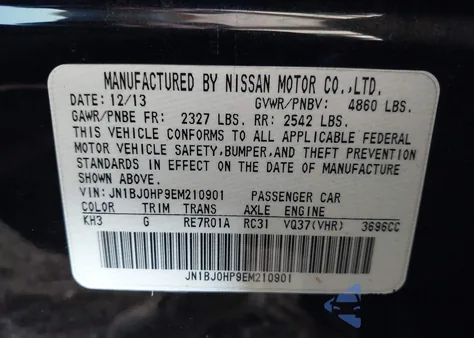 MANUFACTURED BY NISSAN MOTOR CO.,LTD.
DATE: 12/13 GVWR/PNBV: 4860 LBS.
GAWR/PNBE FR: 2327 LBS. RR: 2542 LBS.
THIS VEHICLE CONFORMS TO ALL APPLICABLE FEDERAL
MOTOR VEHICLE SAFETY,BUMPER,AND THEFT PREVENTION
STANDARDS IN EFFECT ON THE DATE OF MANUFACTURE
SHOWN ABOVE.
VIN: JN1BJ0HP9EM210901 PASSENGER CAR
COLOR TRIM TRANS AXLE ENGINE
KH3 G RE7R01A RC31 VQ37(VHR) 3696CC
JN1BJ0HP9EM210901